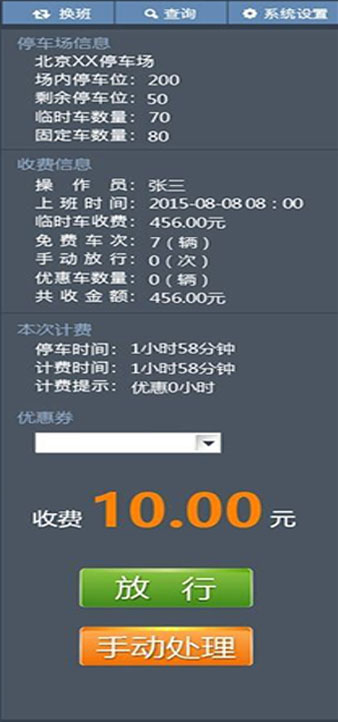 换班 查询 系统设置
停车场信息
北京XX停车场
场内停车位：200
剩余停车位：50
临时车数量：70
固定车数量：80
收费信息
操 作 员：张三
上 班 时 间：2015-08-08 08：00
临时车收费：456.00元
免 费 车 次：7（辆）
手 动 放 行：0（次）
优惠车数量：0（辆）
共 收 金 额：456.00元
本次计费
停车时间：1小时58分钟
计费时间：1小时58分钟
计费提示：优惠0小时
优惠券
收费 10.00 元
放 行
手动处理